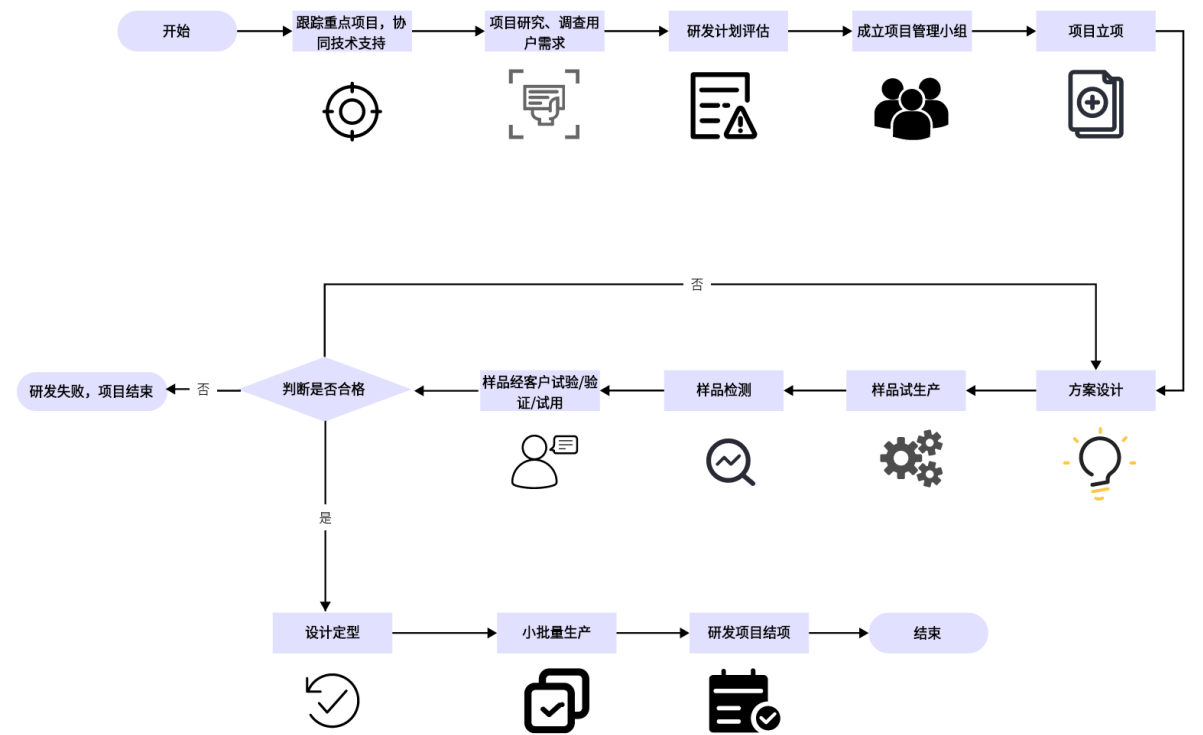 开始
跟踪重点项目，协
同技术支持
项目研究、调查用
户需求
研发计划评估
成立项目管理小组
项目立项
否
研发失败，项目结束
否
判断是否合格
样品经客户试验/验
证/试用
样品检测
样品试生产
方案设计
是
设计定型
小批量生产
研发项目结项
结束